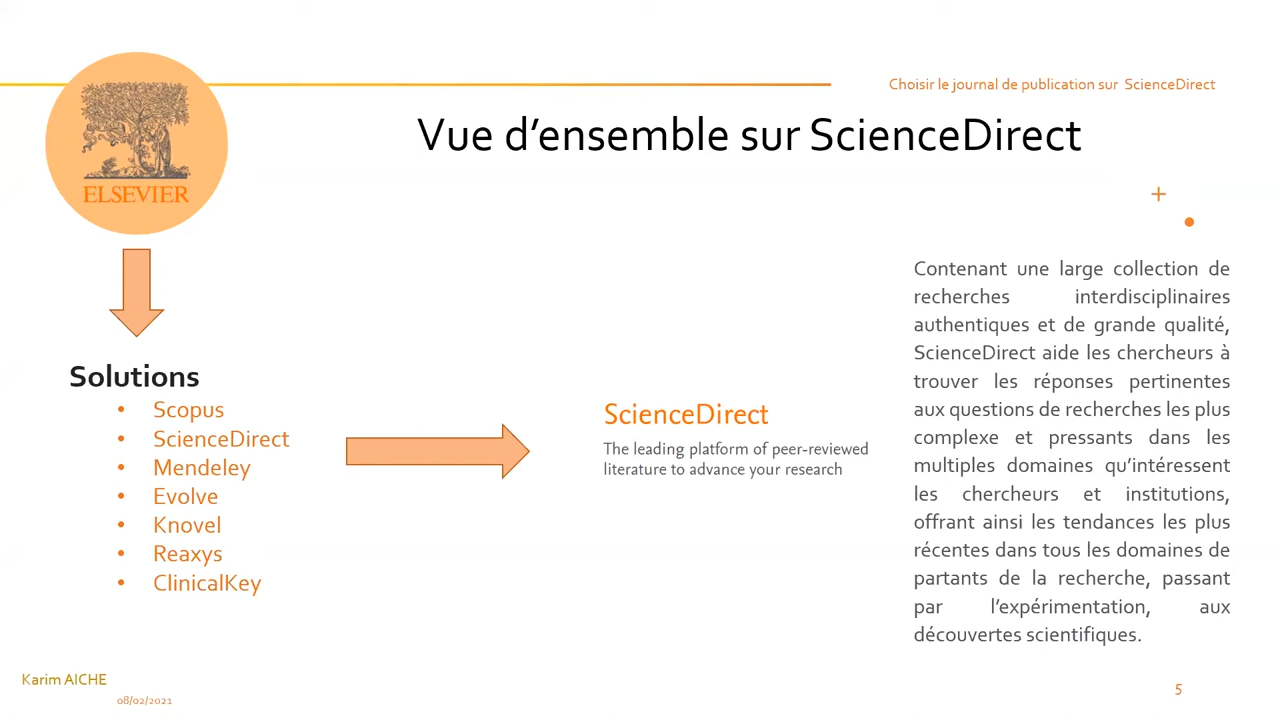 Choisir le journal de publication sur ScienceDirect
Vue d’ensemble sur ScienceDirect
ELSEVIER
Solutions
• Scopus
• ScienceDirect
• Mendeley
• Evolve
• Knovel
• Reaxys
• ClinicalKey
ScienceDirect
The leading platform of peer-reviewed
literature to advance your research
Contenant une large collection de
recherches interdisciplinaires
authentiques et de grande qualité,
ScienceDirect aide les chercheurs à
trouver les réponses pertinentes
aux questions de recherches les plus
complexe et pressants dans les
multiples domaines qu’intéressent
les chercheurs et institutions,
offrant ainsi les tendances les plus
récentes dans tous les domaines de
partants de la recherche, passant
par l’expérimentation, aux
découvertes scientifiques.
Karim AICHE
08/02/2021
5